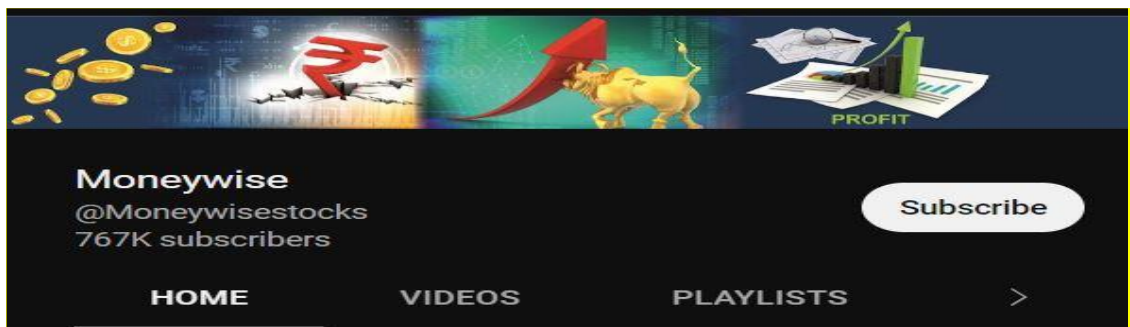 PROFIT
Moneywise
@Moneywisestocks
767K subscribers
Subscribe
HOME VIDEOS PLAYLISTS >